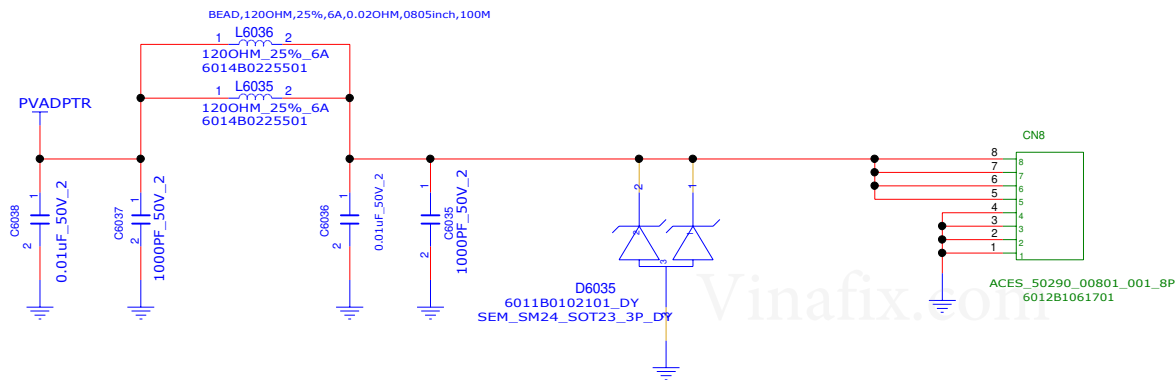 BEAD,120OHM,25%,6A,0.02OHM,0805inch,100M
1 L6036 2
120OHM_25%_6A
6014B0225501
1 L6035 2
120OHM_25%_6A
6014B0225501
PVADPTR
C6038
1
2
0.01uF_50V_2
C6037
1
2
1000PF_50V_2
C6036
1
2
0.01uF_50V_2
C6035
1
2
1000PF_50V_2
2
1
2
1
3
3
D6035
6011B0102101_DY
SEM_SM24_SOT23_3P_DY
CN8
8 8
7 7
6 6
5 5
4 4
3 3
2 2
1 1
ACES_50290_00801_001_8P
6012B1061701
Vinafix.com